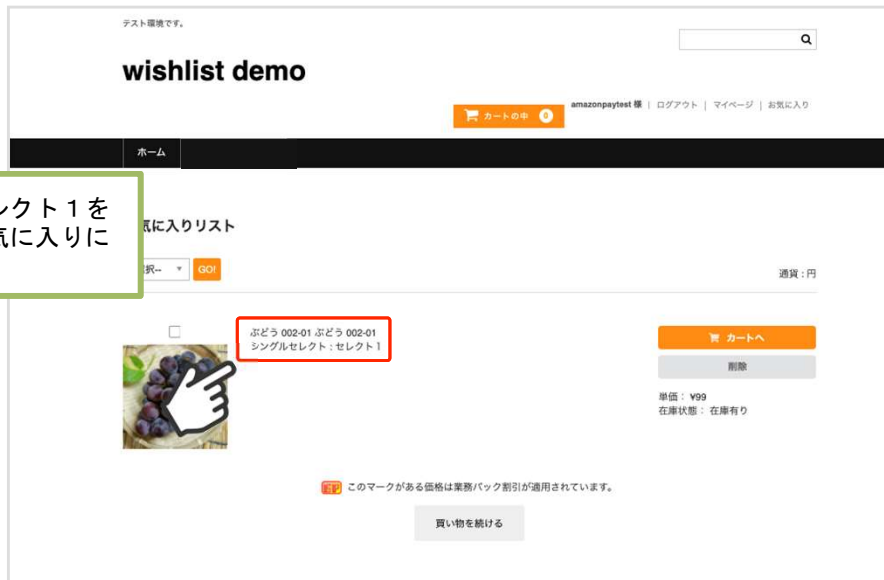 テスト環境です。
wishlist demo
カートの中 0
amazonpaytest 様 | ログアウト | マイページ | お気に入り
ホーム
レクト１を
気に入りに
気に入りリスト
択-- GO!
通貨 : 円
ぶどう 002-01 ぶどう 002-01
シングルセレクト : セレクト1
カートへ
削除
単価： ¥99
在庫状態： 在庫有り
このマークがある価格は業務パック割引が適用されています。
買い物を続ける